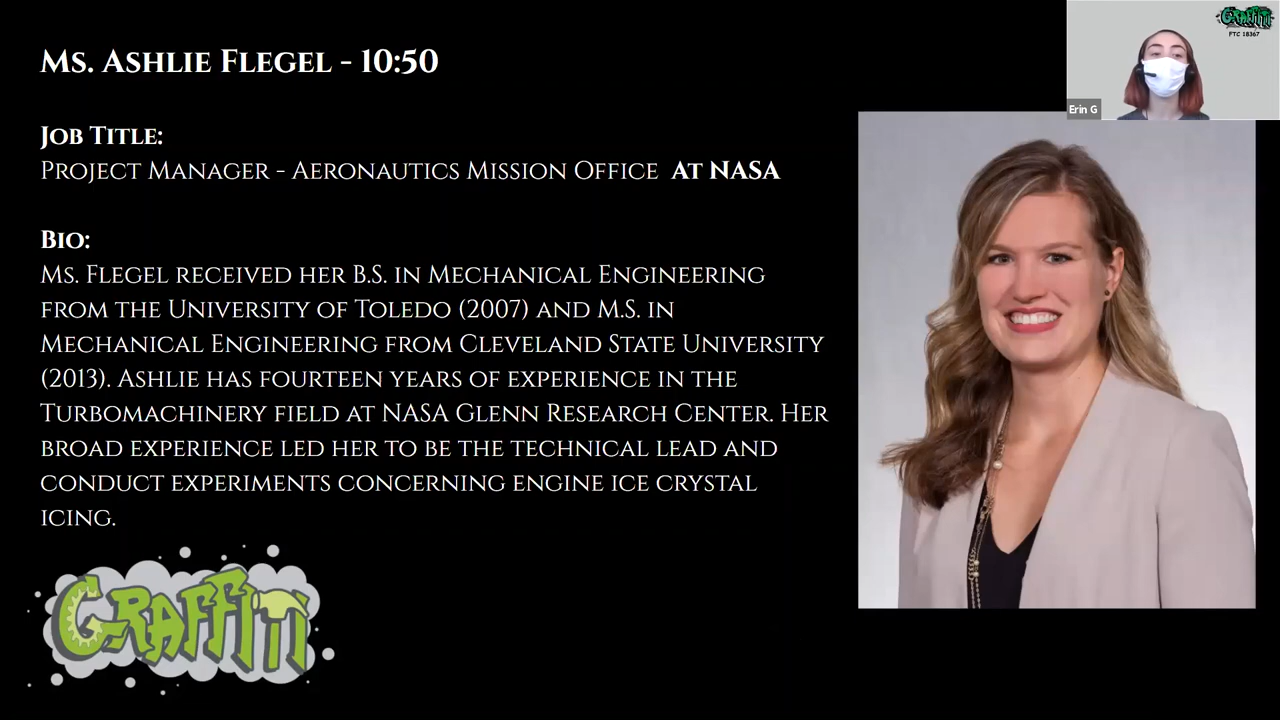 Ms. Ashlie Flegel - 10:50
GRAFFITI
FTC 18367
Erin G
Job Title:
Project Manager - Aeronautics Mission Office At NASA
Bio:
Ms. Flegel received her B.S. in Mechanical Engineering
from the University of Toledo (2007) and M.S. in
Mechanical Engineering from Cleveland State University
(2013). Ashlie has fourteen years of experience in the
Turbomachinery field at NASA Glenn Research Center. Her
broad experience led her to be the technical lead and
conduct experiments concerning engine ice crystal
icing.
GRAFFITI